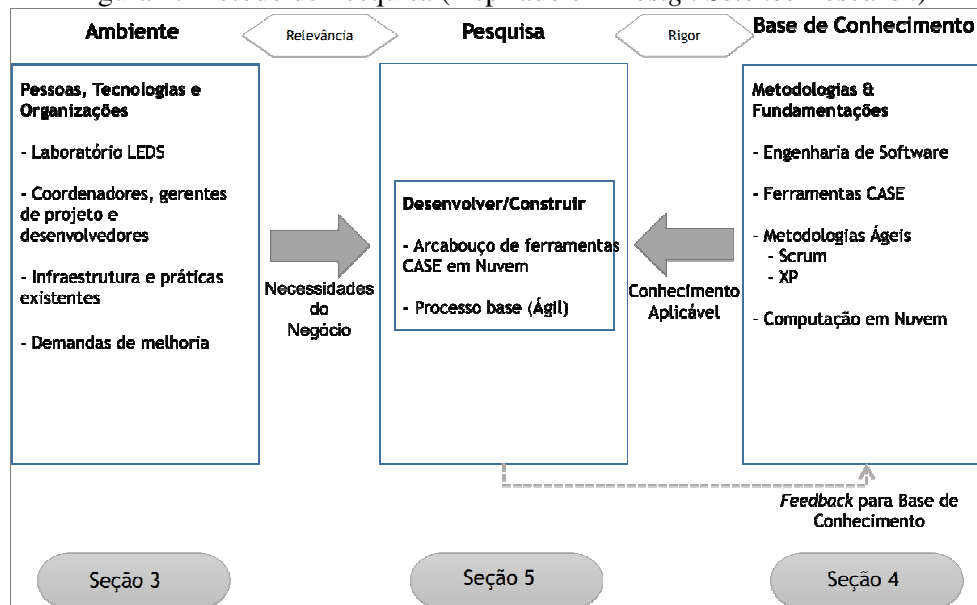 Ambiente
Relevância
Pesquisa
Rigor
Base de Conhecimento
Pessoas, Tecnologias e
Organizações
- Laboratório LEDS
- Coordenadores, gerentes
de projeto e
desenvolvedores
- Infraestrutura e práticas
existentes
- Demandas de melhoria
Necessidades
do
Negócio
Desenvolver/Construir
- Arcabouço de ferramentas
CASE em Nuvem
- Processo base (Ágil)
Conhecimento
Aplicável
Metodologias &
Fundamentações
- Engenharia de Software
- Ferramentas CASE
- Metodologias Ágeis
- Scrum
- XP
- Computação em Nuvem
Feedback para Base de
Conhecimento
Seção 3
Seção 5
Seção 4